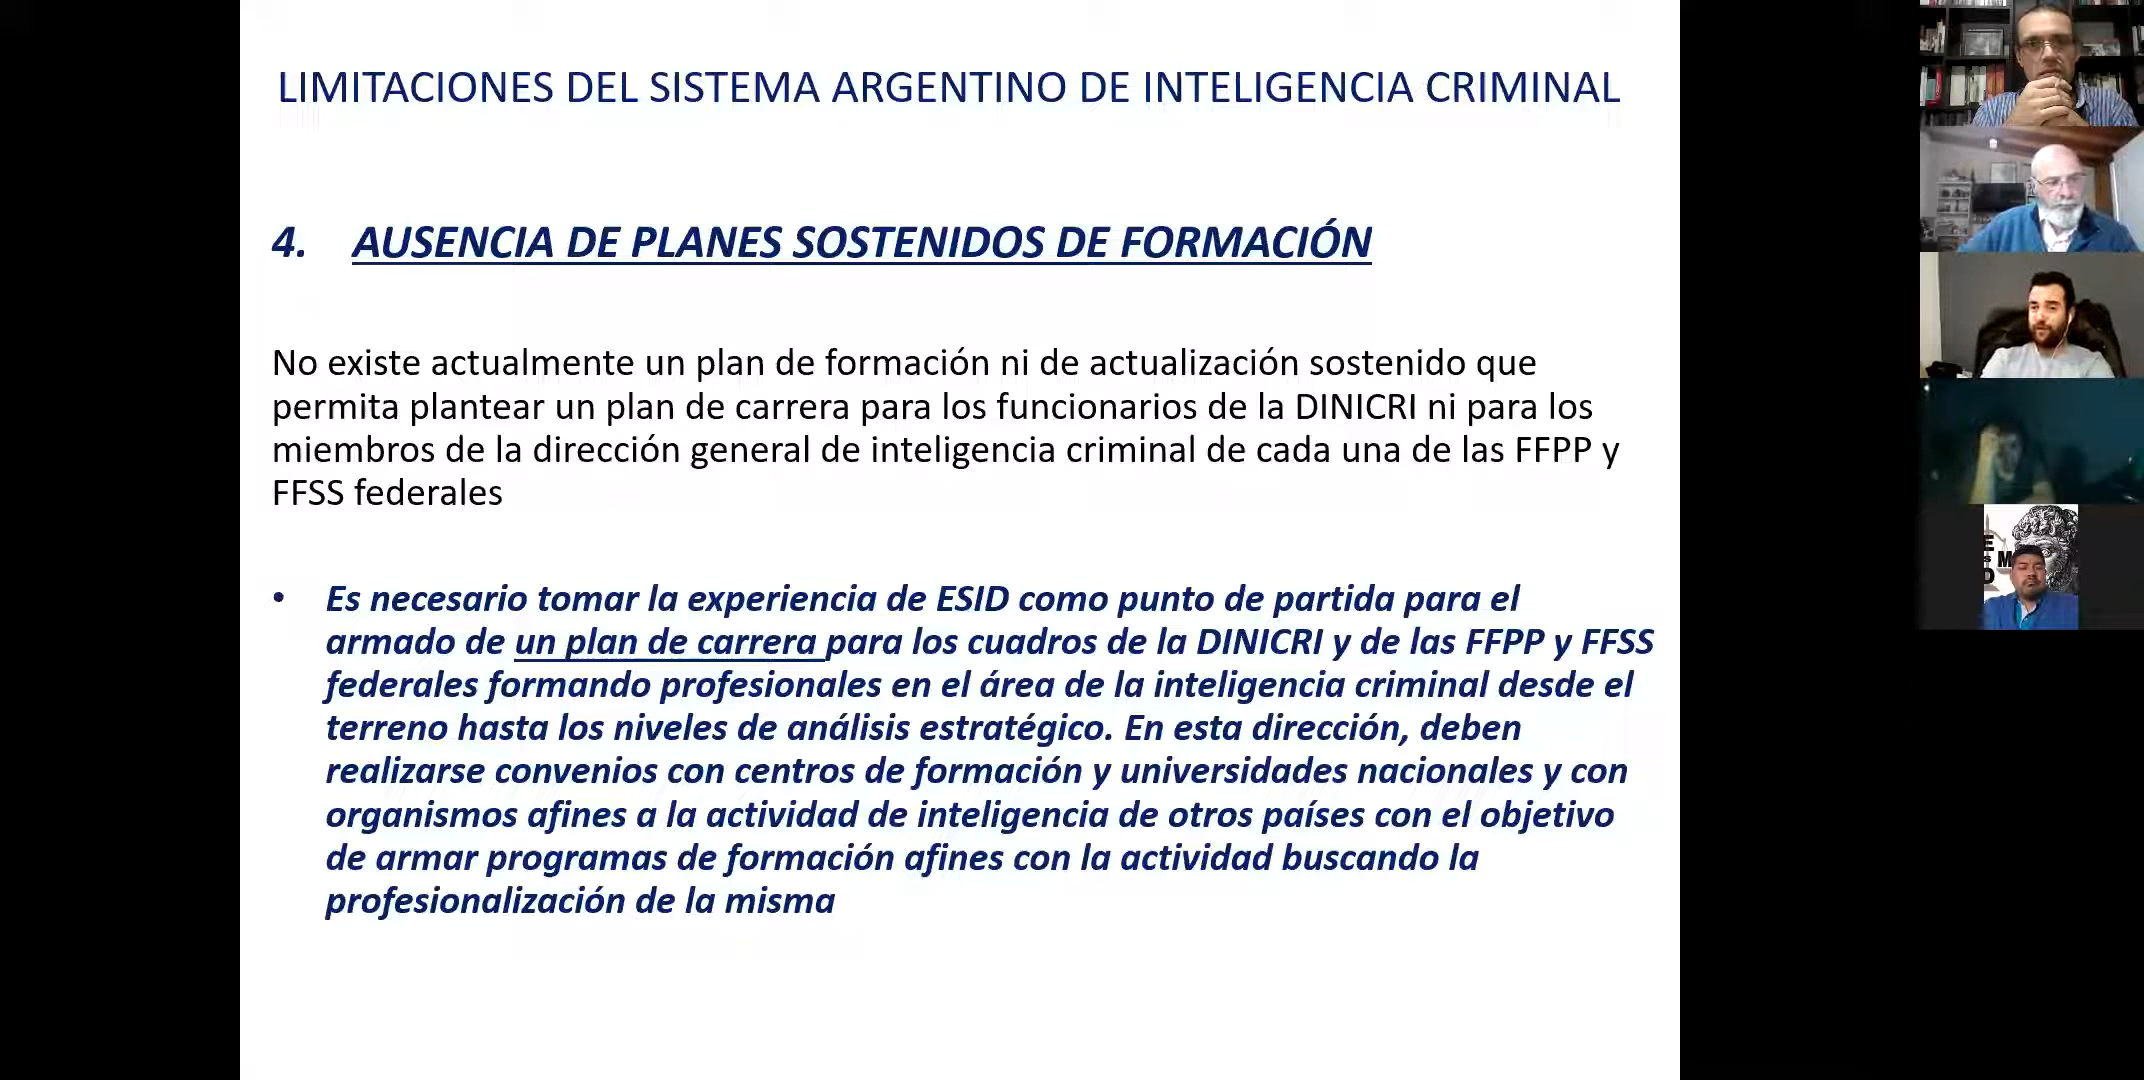 LIMITACIONES DEL SISTEMA ARGENTINO DE INTELIGENCIA CRIMINAL
4. AUSENCIA DE PLANES SOSTENIDOS DE FORMACIÓN
No existe actualmente un plan de formación ni de actualización sostenido que
permita plantear un plan de carrera para los funcionarios de la DINICRI ni para los
miembros de la dirección general de inteligencia criminal de cada una de las FFPP y
FFSS federales
• Es necesario tomar la experiencia de ESID como punto de partida para el
armado de un plan de carrera para los cuadros de la DINICRI y de las FFPP y FFSS
federales formando profesionales en el área de la inteligencia criminal desde el
terreno hasta los niveles de análisis estratégico. En esta dirección, deben
realizarse convenios con centros de formación y universidades nacionales y con
organismos afines a la actividad de inteligencia de otros países con el objetivo
de armar programas de formación afines con la actividad buscando la
profesionalización de la misma